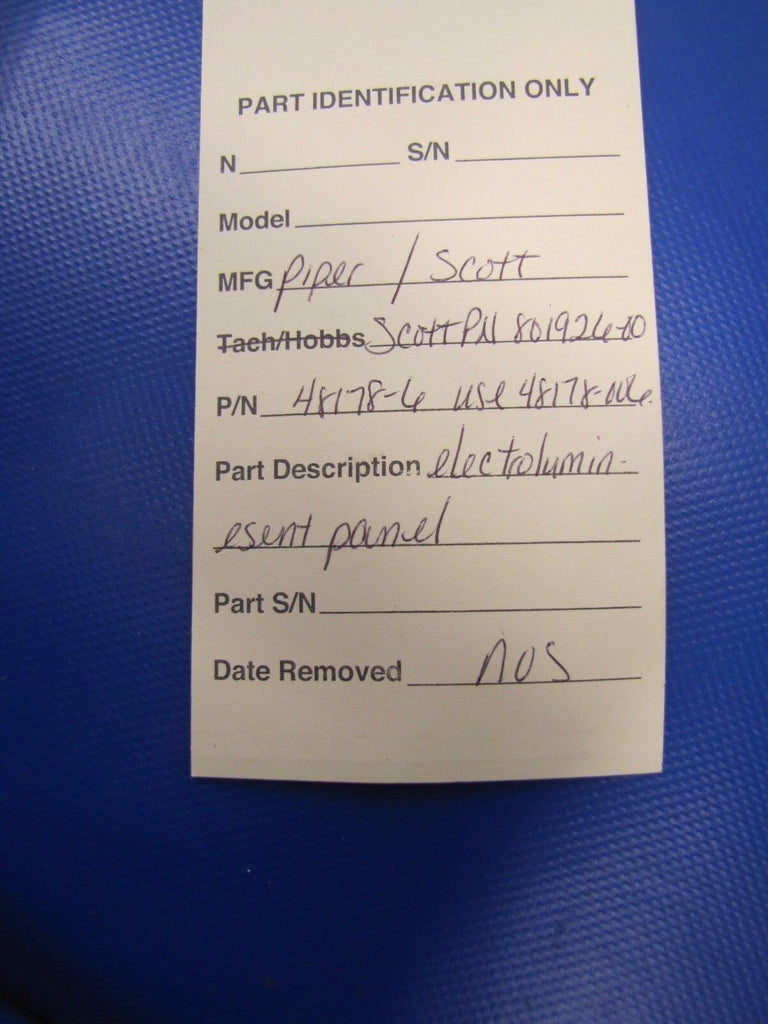 PART IDENTIFICATION ONLY
N S/N
Model
MFG Piper / Scott
Tach/Hobbs Scott PN 801926-10
P/N 48178-6 use 48178-006
Part Description electrolumin-
esent panel
Part S/N
Date Removed NOS